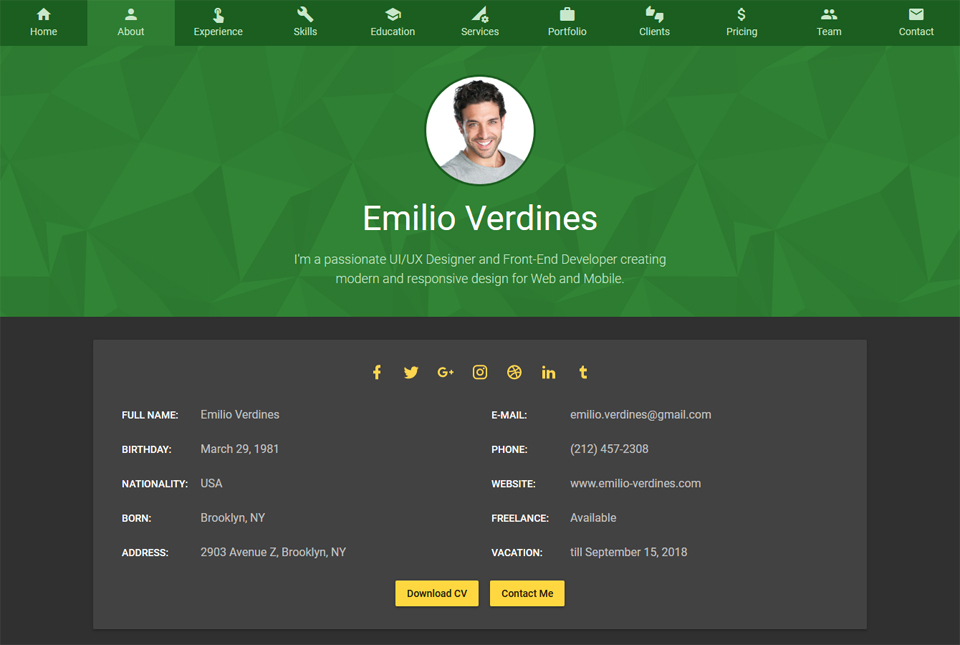 Home About Experience Skills Education Services Portfolio Clients Pricing Team Contact
Emilio Verdines
I'm a passionate UI/UX Designer and Front-End Developer creating
modern and responsive design for Web and Mobile.
FULL NAME: Emilio Verdines
BIRTHDAY: March 29, 1981
NATIONALITY: USA
BORN: Brooklyn, NY
ADDRESS: 2903 Avenue Z, Brooklyn, NY
E-MAIL: emilio.verdines@gmail.com
PHONE: (212) 457-2308
WEBSITE: www.emilio-verdines.com
FREELANCE: Available
VACATION: till September 15, 2018
Download CV Contact Me